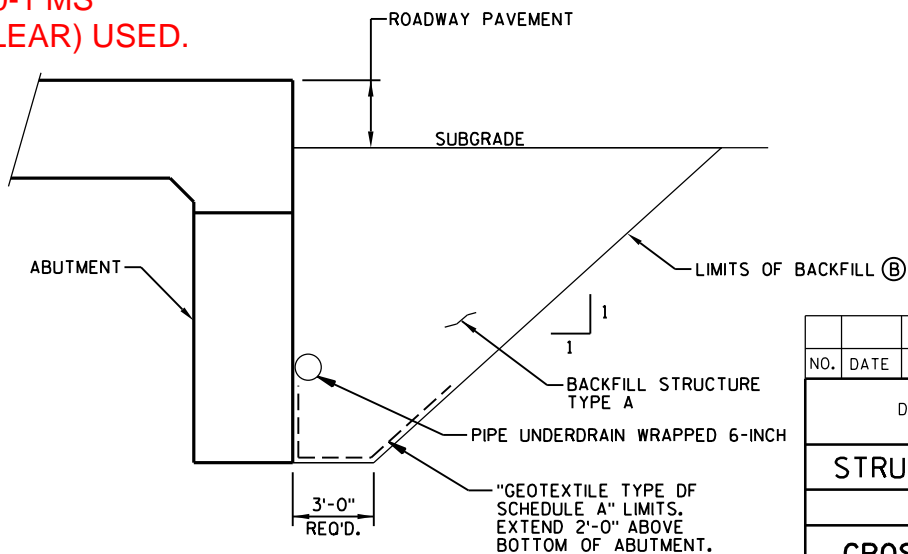 LEAR) USED.
ROADWAY PAVEMENT
SUBGRADE
ABUTMENT
LIMITS OF BACKFILL B
1
1
BACKFILL STRUCTURE
TYPE A
PIPE UNDERDRAIN WRAPPED 6-INCH
"GEOTEXTILE TYPE DF
SCHEDULE A" LIMITS.
EXTEND 2'-0" ABOVE
BOTTOM OF ABUTMENT.
3'-0"
REQ'D.
NO. DATE
D
STRU
CROS